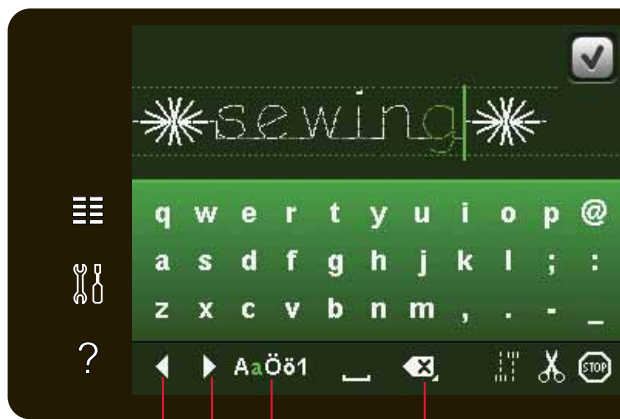 sewing
q w e r t y u i o p @
a s d f g h j k l ; :
z x c v b n m , . - _
?
AaÖö1
STOP